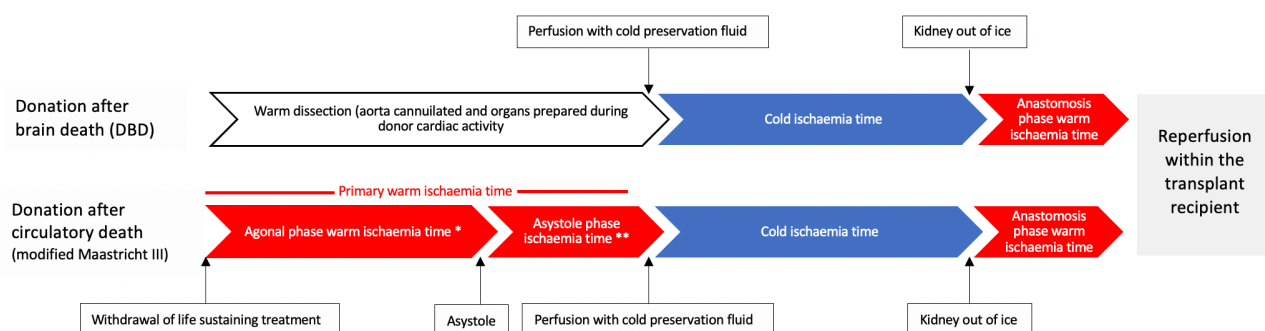 Perfusion with cold preservation fluid
Kidney out of ice
Donation after
brain death (DBD)
Warm dissection (aorta cannuilated and organs prepared during
donor cardiac activity
Cold ischaemia time
Anastomosis
phase warm
ischaemia time
Reperfusion
within the
transplant
recipient
Primary warm ischaemia time
Donation after
circulatory death
(modified Maastricht III)
Agonal phase warm ischaemia time *
Asystole phase
ischaemia time **
Cold ischaemia time
Anastomosis
phase warm
ischaemia time
Withdrawal of life sustaining treatment
Asystole
Perfusion with cold preservation fluid
Kidney out of ice